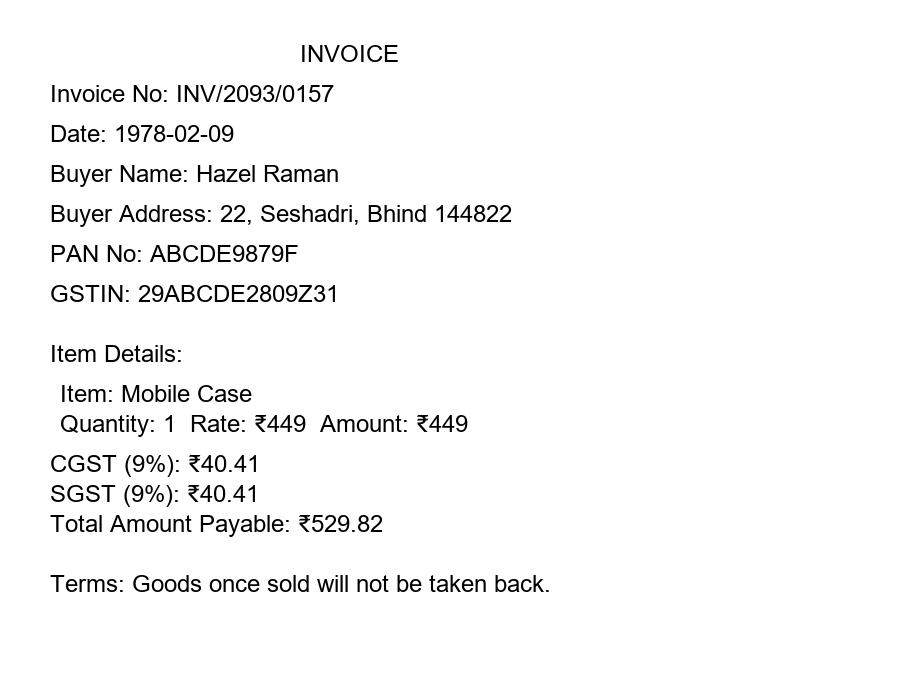 INVOICE
Invoice No: INV/2093/0157
Date: 1978-02-09
Buyer Name: Hazel Raman
Buyer Address: 22, Seshadri, Bhind 144822
PAN No: ABCDE9879F
GSTIN: 29ABCDE2809Z31
Item Details:
Item: Mobile Case
Quantity: 1  Rate: ₹449  Amount: ₹449
CGST (9%): ₹40.41
SGST (9%): ₹40.41
Total Amount Payable: ₹529.82
Terms: Goods once sold will not be taken back.